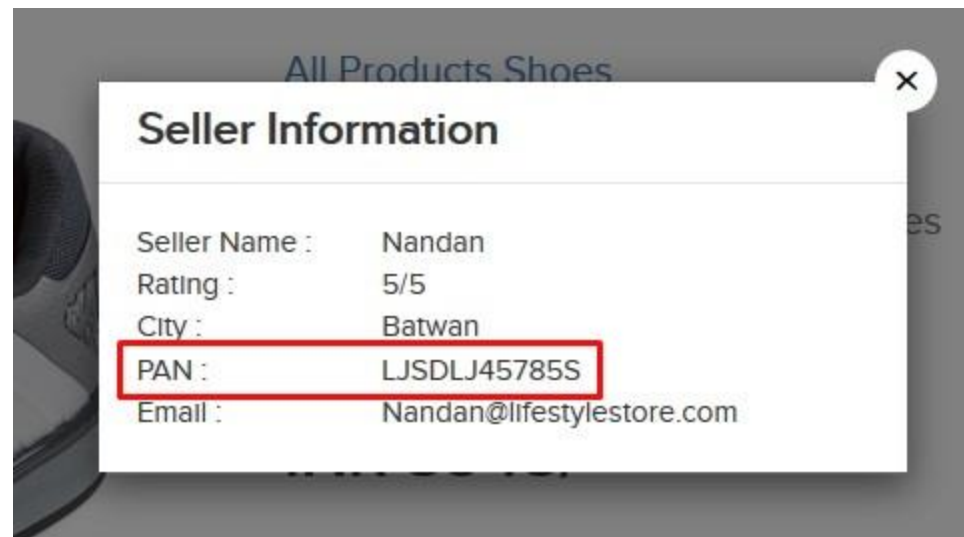 All Products Shoes
Seller Information
es
Seller Name : Nandan
Rating : 5/5
City : Batwan
PAN : LJSDLJ45785S
Email : Nandan@lifestylestore.com